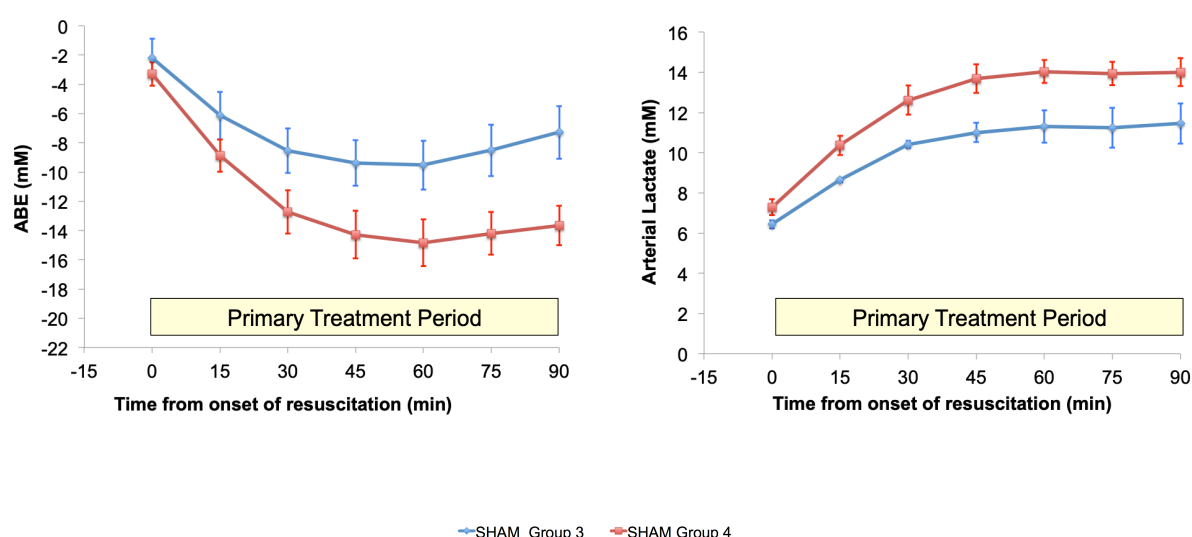 0
-2
-4
-6
-8
-10
-12
-14
-16
-18
-20
-22
ABE (mM)
Primary Treatment Period
-15 0 15 30 45 60 75 90
Time from onset of resuscitation (min)
16
14
12
10
8
6
4
2
0
Arterial Lactate (mM)
Primary Treatment Period
-15 0 15 30 45 60 75 90
Time from onset of resuscitation (min)
SHAM Group 3 SHAM Group 4